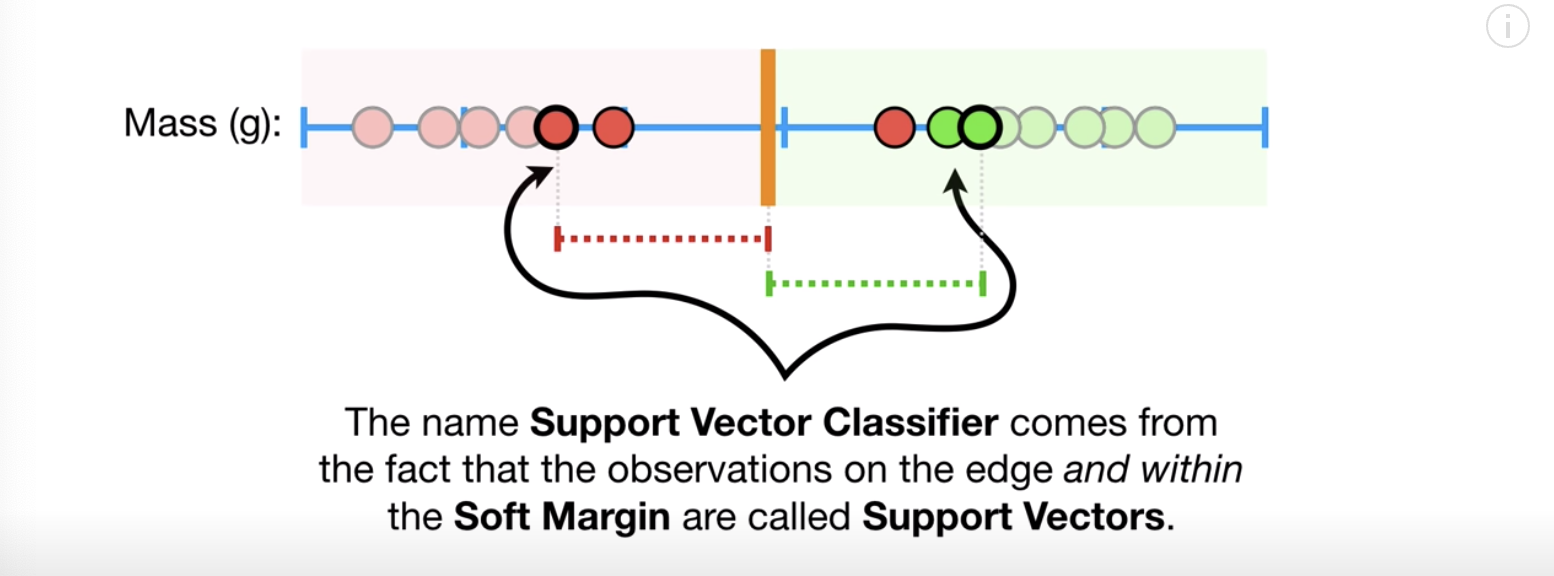 i
Mass (g):
The name Support Vector Classifier comes from
the fact that the observations on the edge and within
the Soft Margin are called Support Vectors.